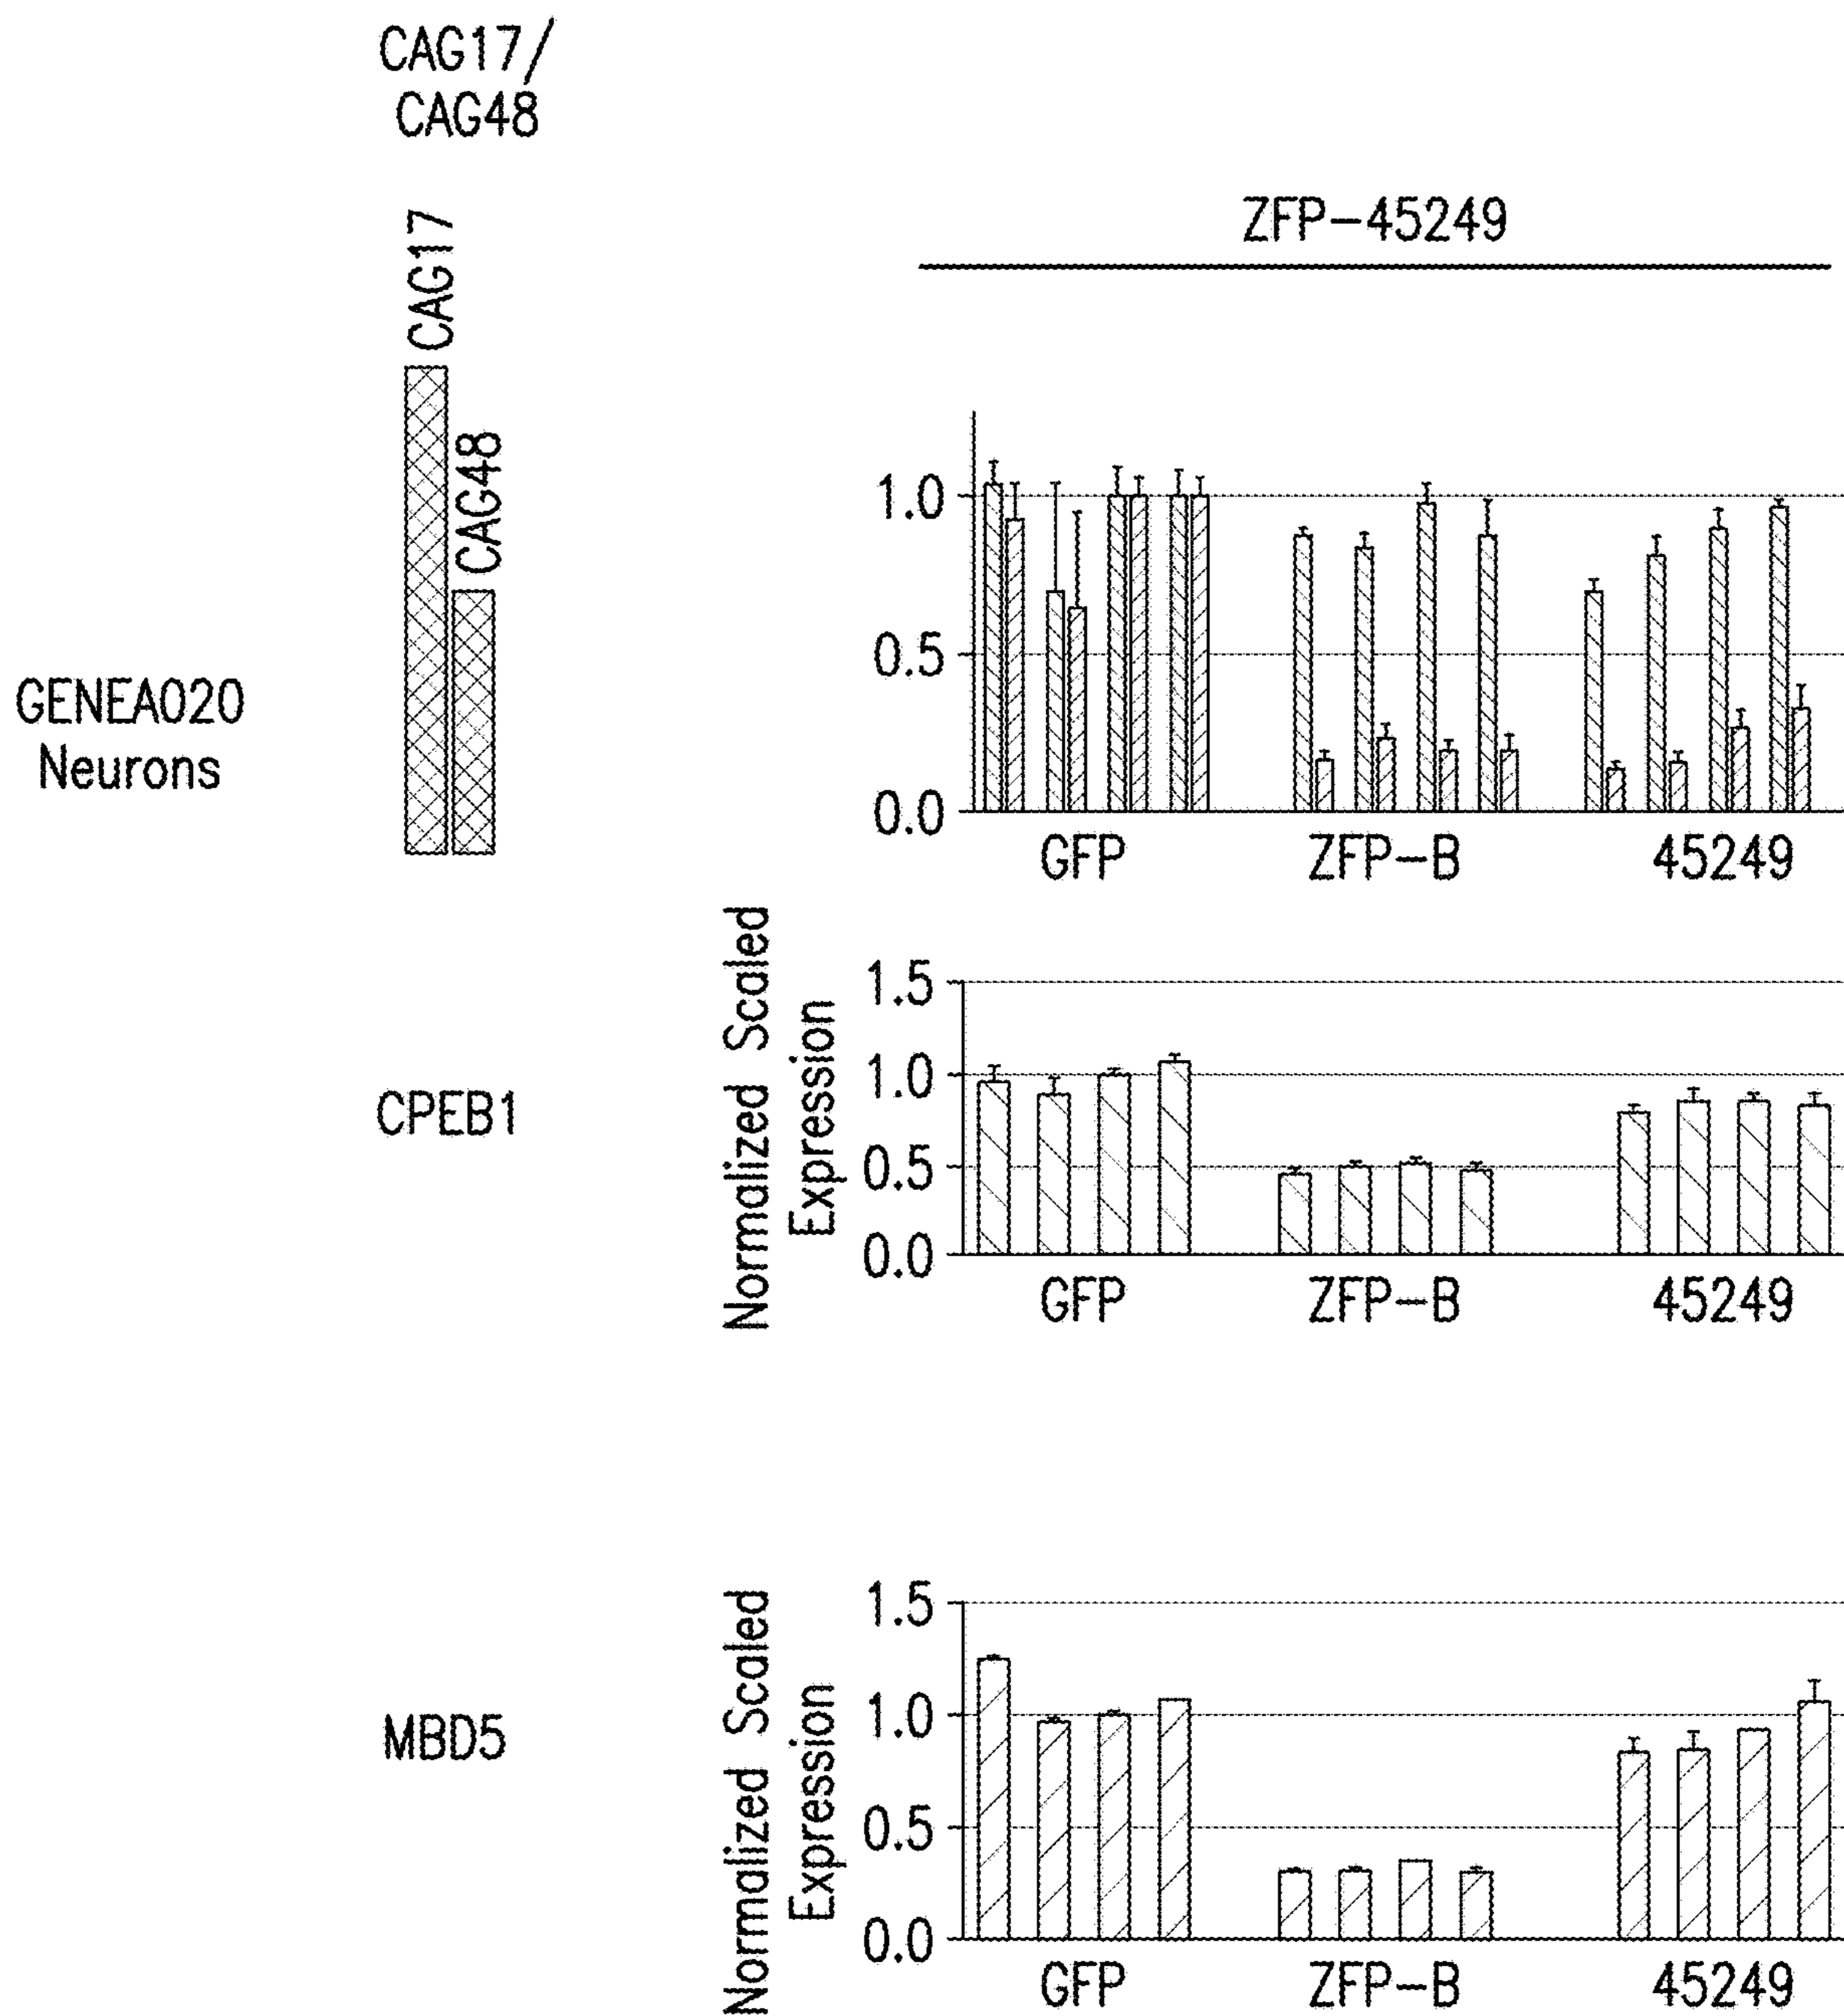 CAG17/
CAG48
CAG17
CAG48
GENEA020
Neurons
ZFP-45249
1.0
0.5
0.0
GFP
ZFP-B
45249
CPEB1
Normalized Scaled
Expression
1.5
1.0
0.5
0.0
GFP
ZFP-B
45249
MBD5
Normalized Scaled
Expression
1.5
1.0
0.5
0.0
GFP
ZFP-B
45249